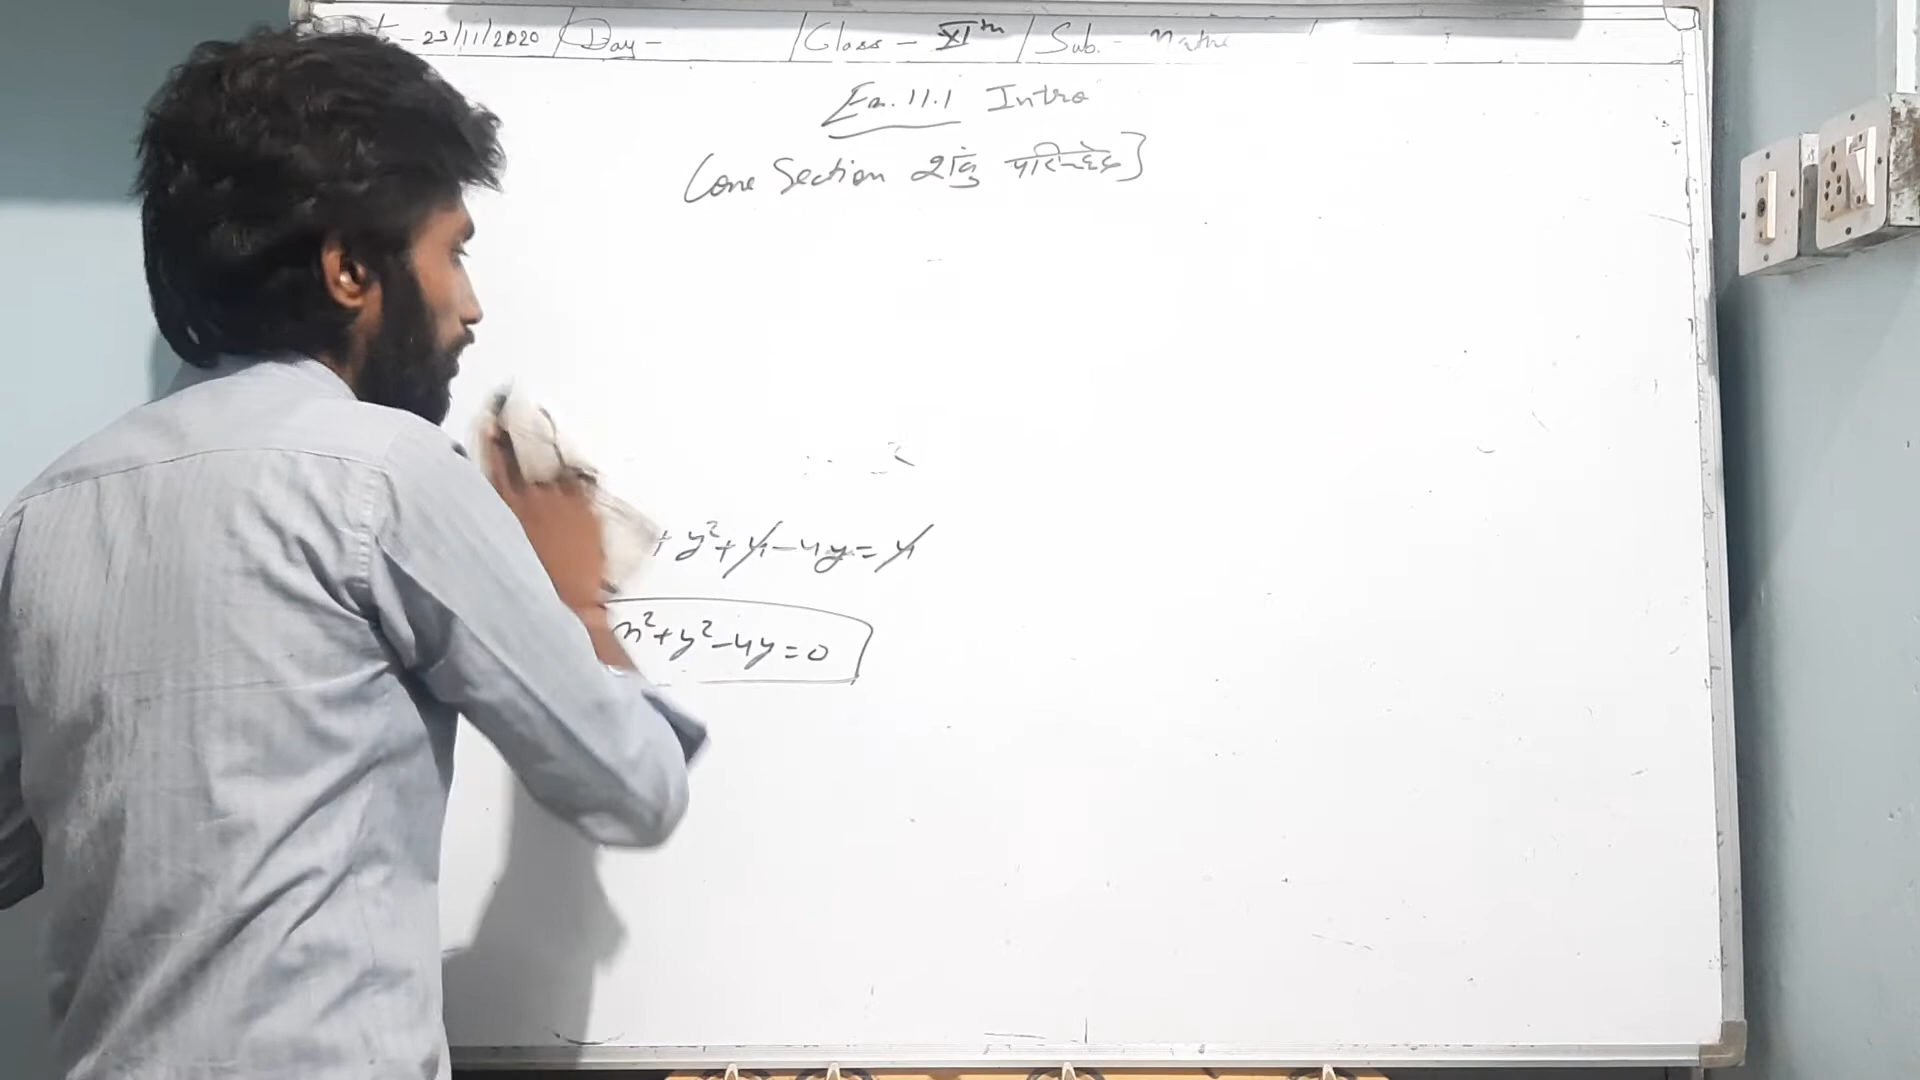 - 23/11/2020 / Day - / Class - XIth / Sub. - Maths
Ex. 11.1 Intro
Cone Section शंकु परिच्छेद]
+ y²+4-4y=4
x²+y²-4y=0